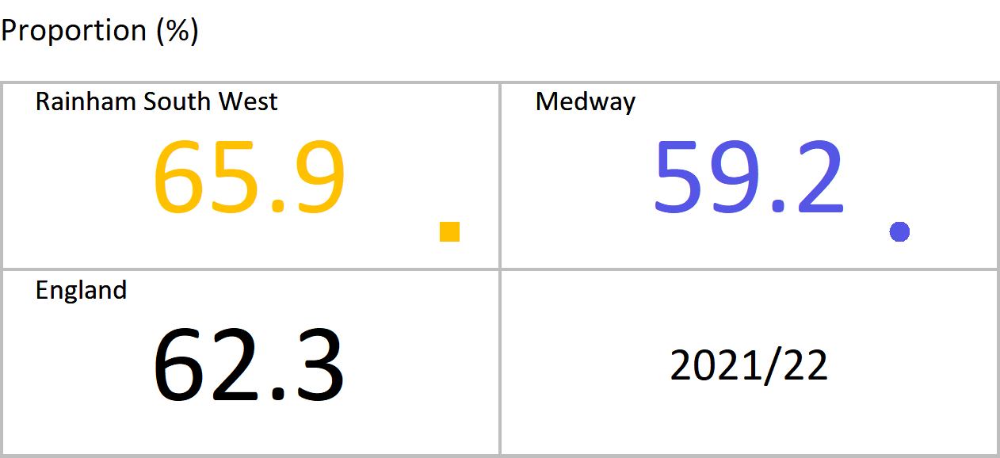 Proportion (%)
Rainham South West
65.9
Medway
59.2
England
62.3
2021/22